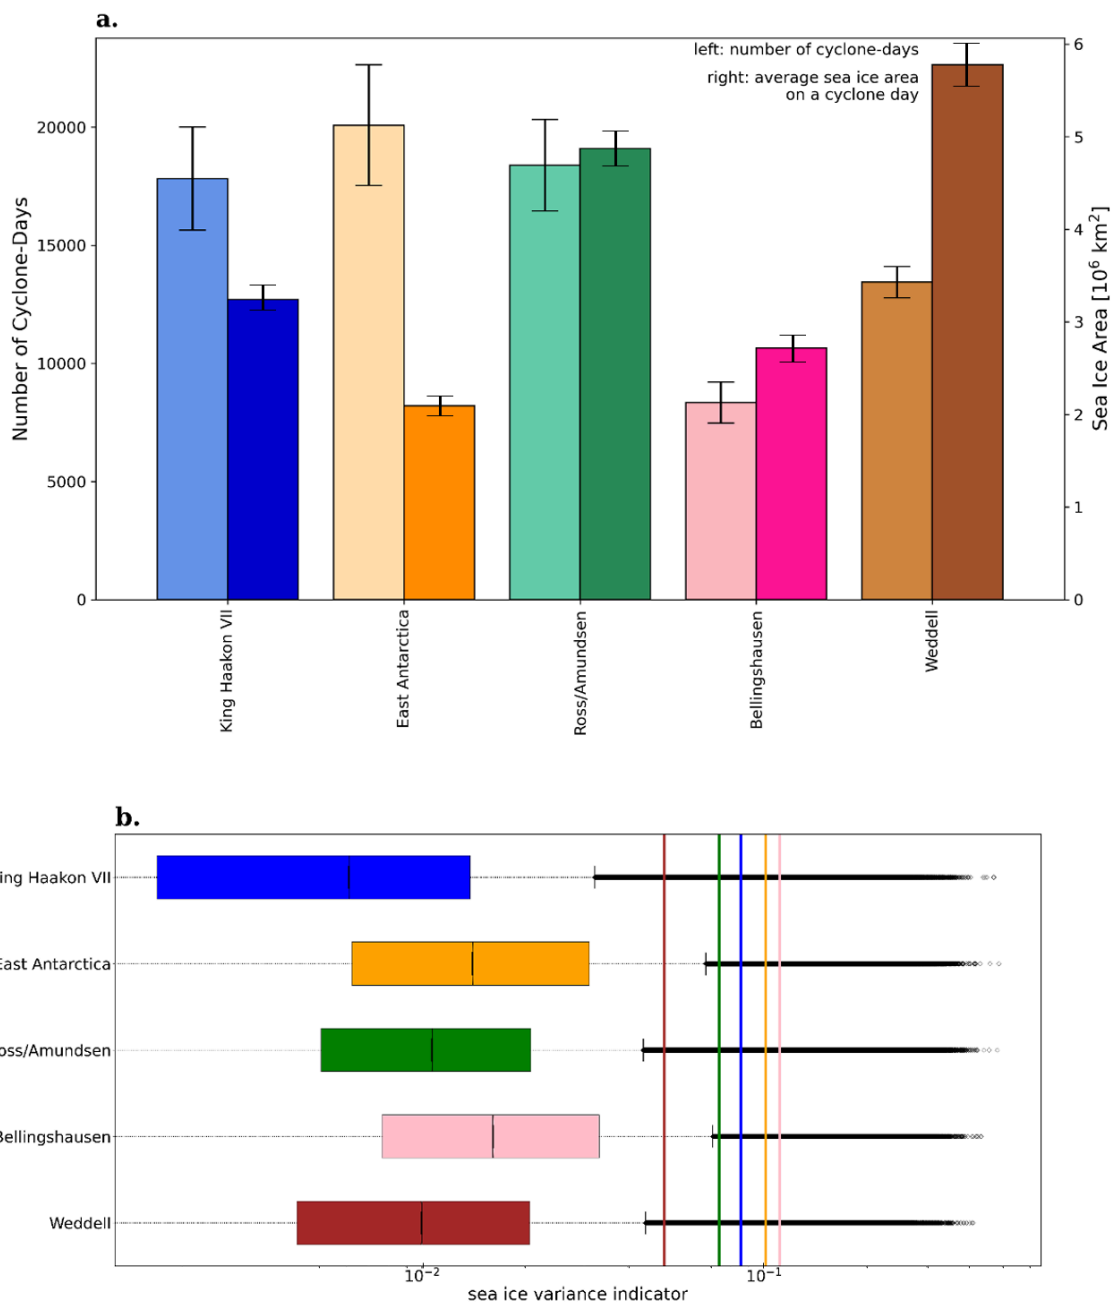 a.
left: number of cyclone-days
right: average sea ice area
on a cyclone day
Number of Cyclone-Days
20000
15000
10000
5000
0
6
5
4
3
2
1
0
Sea Ice Area [10⁶ km²]
King Haakon VII
East Antarctica
Ross/Amundsen
Bellingshausen
Weddell
b.
ing Haakon VII
East Antarctica
oss/Amundsen
Bellingshausen
Weddell
10⁻²
10⁻¹
sea ice variance indicator